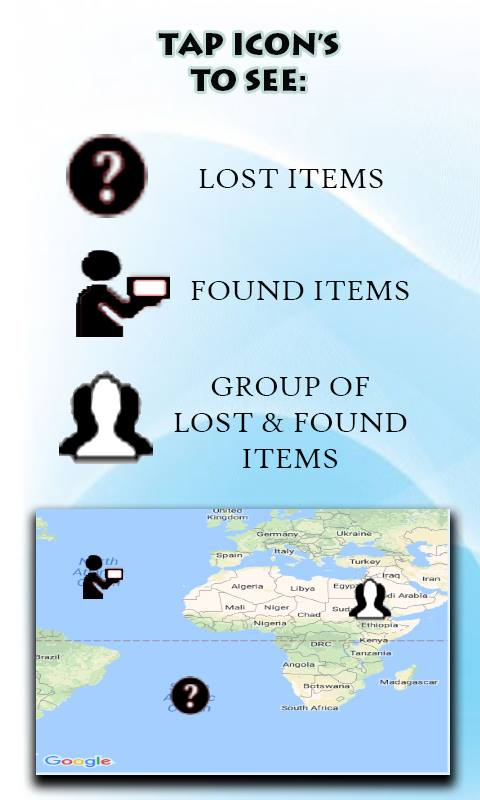 TAP ICON'S
TO SEE:
?
LOST ITEMS
FOUND ITEMS
GROUP OF
LOST & FOUND
ITEMS
United
Kingdom
Germany
Ukraine
Spain
Italy
Turkey
Iraq
Iran
Algeria
Libya
Egypt
di Arabia
Mali
Niger
Chad
Sud
Nigeria
Ethiopia
Kenya
DRC
Tanzania
Brazil
Angola
Botswana
Madagascar
South Africa
?
Google